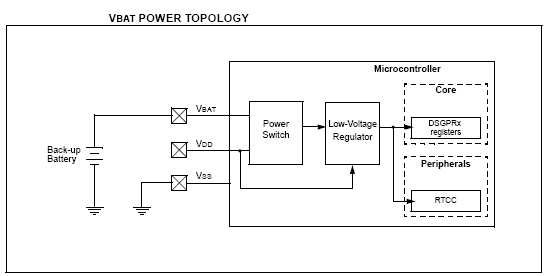 VBAT POWER TOPOLOGY
Microcontroller
Core
VBAT
Power
Switch
Low-Voltage
Regulator
DSGPRx
registers
VDD
Back-up
Battery
Peripherals
VSS
RTCC